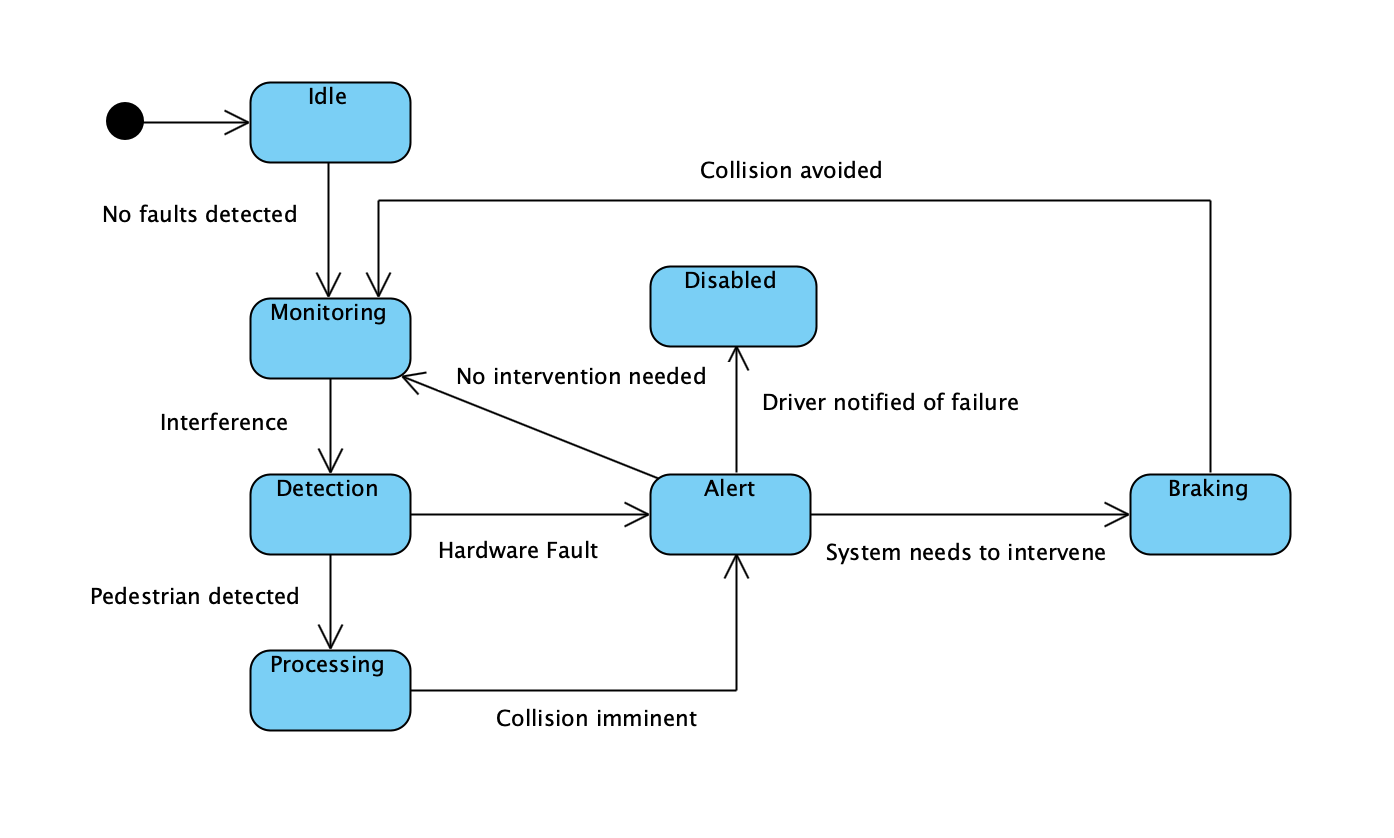 Idle
Collision avoided
No faults detected
Disabled
Monitoring
No intervention needed
Driver notified of failure
Interference
Detection
Alert
Braking
Hardware Fault
System needs to intervene
Pedestrian detected
Processing
Collision imminent